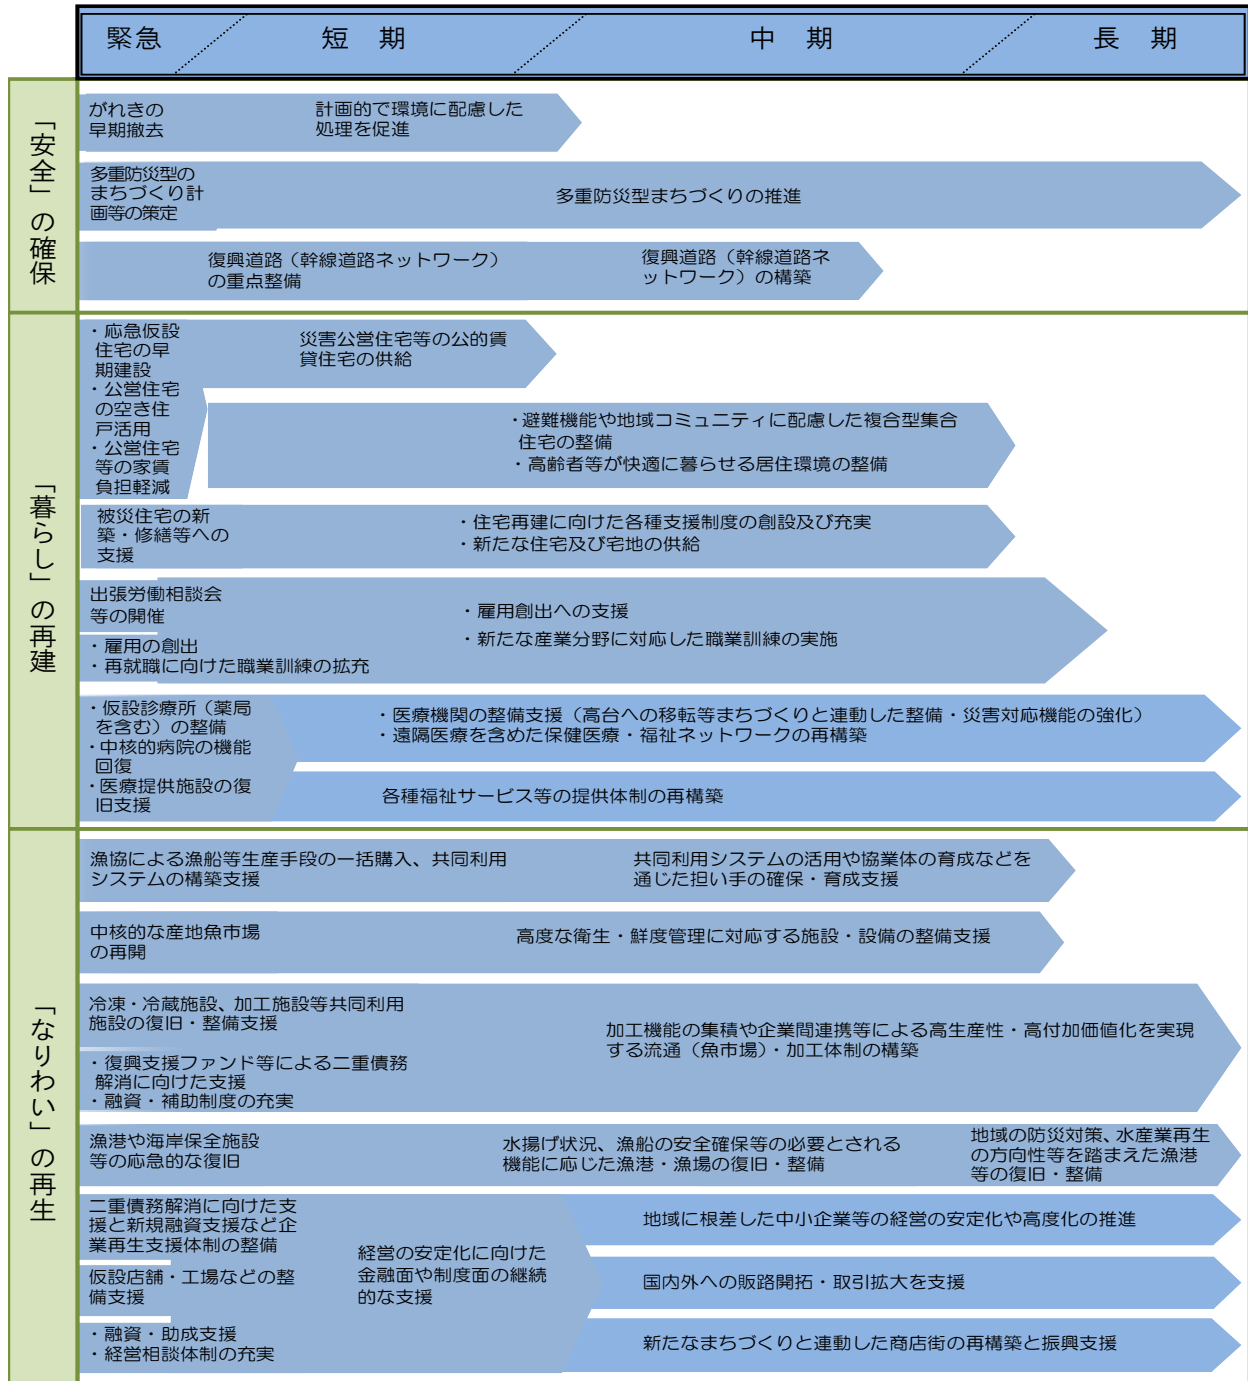 緊急
短　期
中　期
長　期
「安全」の確保
がれきの
早期撤去
計画的で環境に配慮した
処理を促進
多重防災型の
まちづくり計
画等の策定
多重防災型まちづくりの推進
復興道路（幹線道路ネットワーク）
の重点整備
復興道路（幹線道路ネ
ットワーク）の構築
「暮らし」の再建
・応急仮設
住宅の早
期建設
・公営住宅
の空き住
戸活用
・公営住宅
等の家賃
負担軽減
災害公営住宅等の公的賃
貸住宅の供給
・避難機能や地域コミュニティに配慮した複合型集合
住宅の整備
・高齢者等が快適に暮らせる居住環境の整備
被災住宅の新
築・修繕等への
支援
・住宅再建に向けた各種支援制度の創設及び充実
・新たな住宅及び宅地の供給
出張労働相談会
等の開催
・雇用の創出
・再就職に向けた職業訓練の拡充
・雇用創出への支援
・新たな産業分野に対応した職業訓練の実施
・仮設診療所（薬局
を含む）の整備
・中核的病院の機能
回復
・医療提供施設の復
旧支援
・医療機関の整備支援（高台への移転等まちづくりと連動した整備・災害対応機能の強化）
・遠隔医療を含めた保健医療・福祉ネットワークの再構築
各種福祉サービス等の提供体制の再構築
「なりわい」の再生
漁協による漁船等生産手段の一括購入、共同利用
システムの構築支援
共同利用システムの活用や協業体の育成などを
通じた担い手の確保・育成支援
中核的な産地魚市場
の再開
高度な衛生・鮮度管理に対応する施設・設備の整備支援
冷凍・冷蔵施設、加工施設等共同利用
施設の復旧・整備支援
・復興支援ファンド等による二重債務
解消に向けた支援
・融資・補助制度の充実
加工機能の集積や企業間連携等による高生産性・高付加価値化を実現
する流通（魚市場）・加工体制の構築
漁港や海岸保全施設
等の応急的な復旧
水揚げ状況、漁船の安全確保等の必要とされる
機能に応じた漁港・漁場の復旧・整備
地域の防災対策、水産業再生
の方向性等を踏まえた漁港
等の復旧・整備
二重債務解消に向けた支
援と新規融資支援など企
業再生支援体制の整備
仮設店舗・工場などの整
備支援
・融資・助成支援
・経営相談体制の充実
経営の安定化に向けた
金融面や制度面の継続
的な支援
地域に根差した中小企業等の経営の安定化や高度化の推進
国内外への販路開拓・取引拡大を支援
新たなまちづくりと連動した商店街の再構築と振興支援